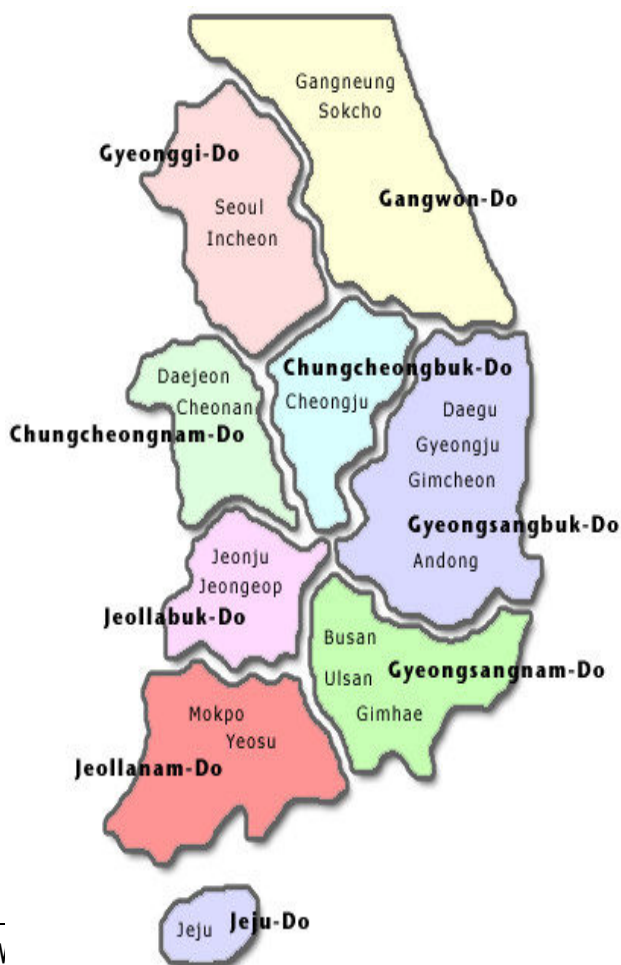 Gangneung
Sokcho
Gyeonggi-Do
Gangwon-Do
Seoul
Incheon
Chungcheongbuk-Do
Daejeon
Cheonan
Cheongju
Daegu
Chungcheongnam-Do
Gyeongju
Gimcheon
Gyeongsangbuk-Do
Andong
Jeonju
Jeongeop
Jeollabuk-Do
Busan
Ulsan
Gyeongsangnam-Do
Gimhae
Mokpo
Yeosu
Jeollanam-Do
Jeju
Jeju-Do